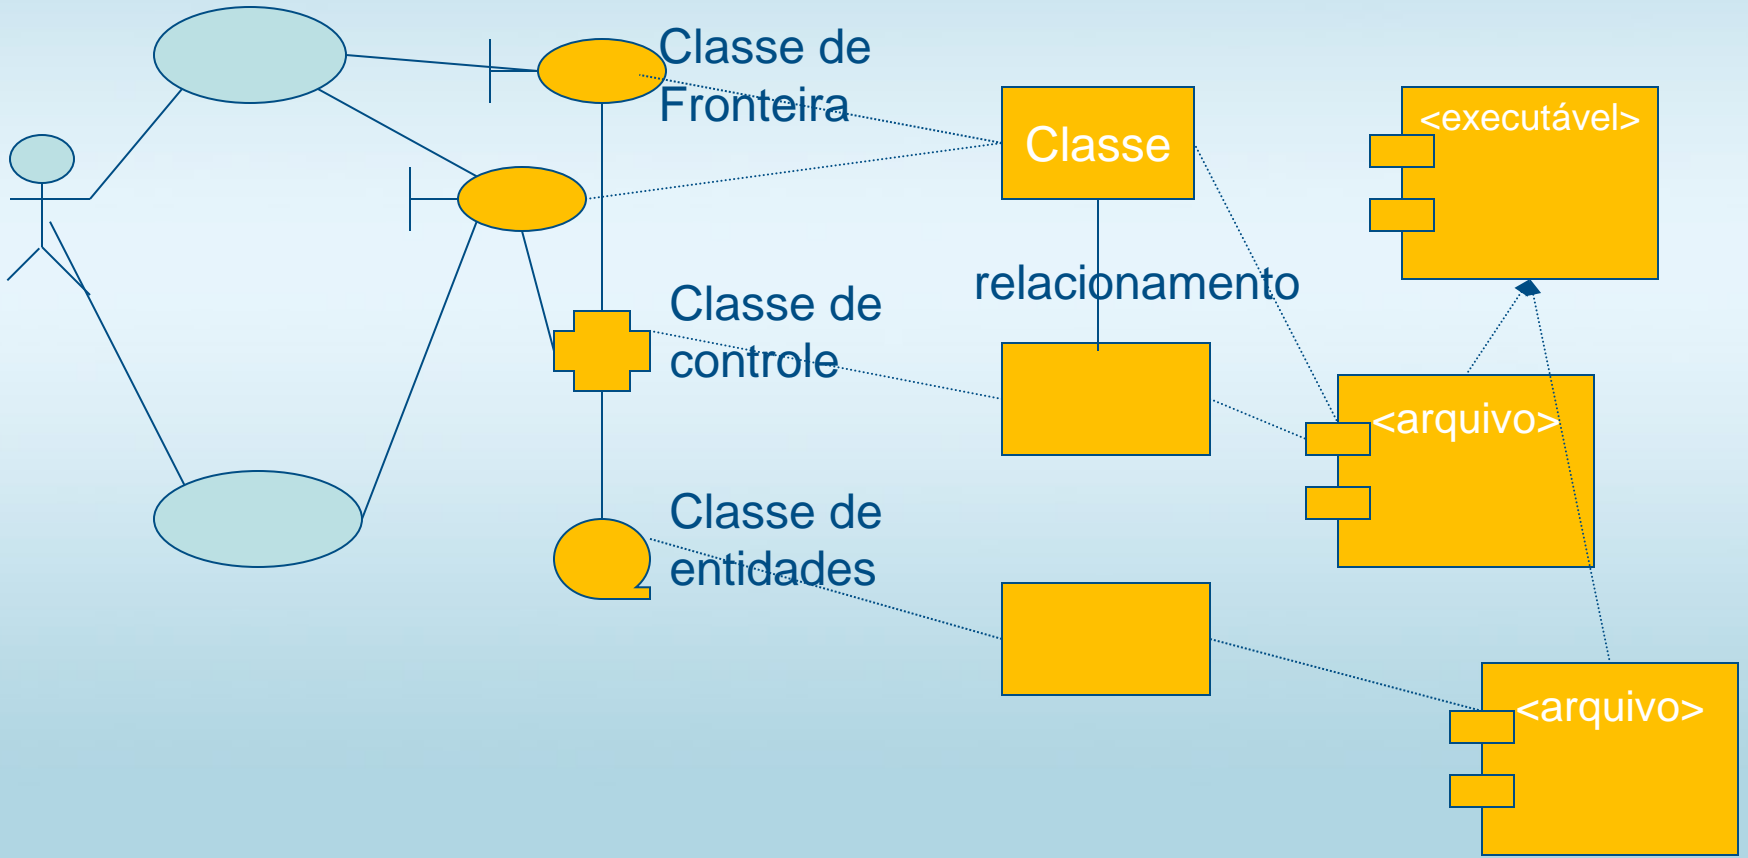 Classe de
Fronteira
Classe
<executável>
relacionamento
Classe de
controle
<arquivo>
Classe de
entidades
<arquivo>